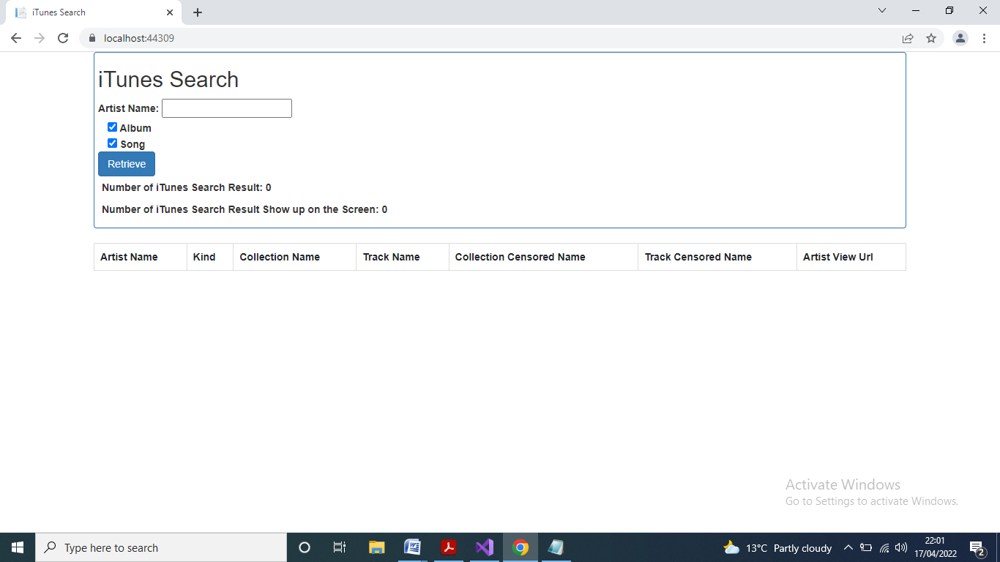 iTunes Search
localhost:44309
iTunes Search
Artist Name:
Album
Song
Retrieve
Number of iTunes Search Result: 0
Number of iTunes Search Result Show up on the Screen: 0
Artist Name Kind Collection Name Track Name Collection Censored Name Track Censored Name Artist View Url
Activate Windows
Go to Settings to activate Windows.
Type here to search
13°C Partly cloudy
22:01
17/04/2022
2